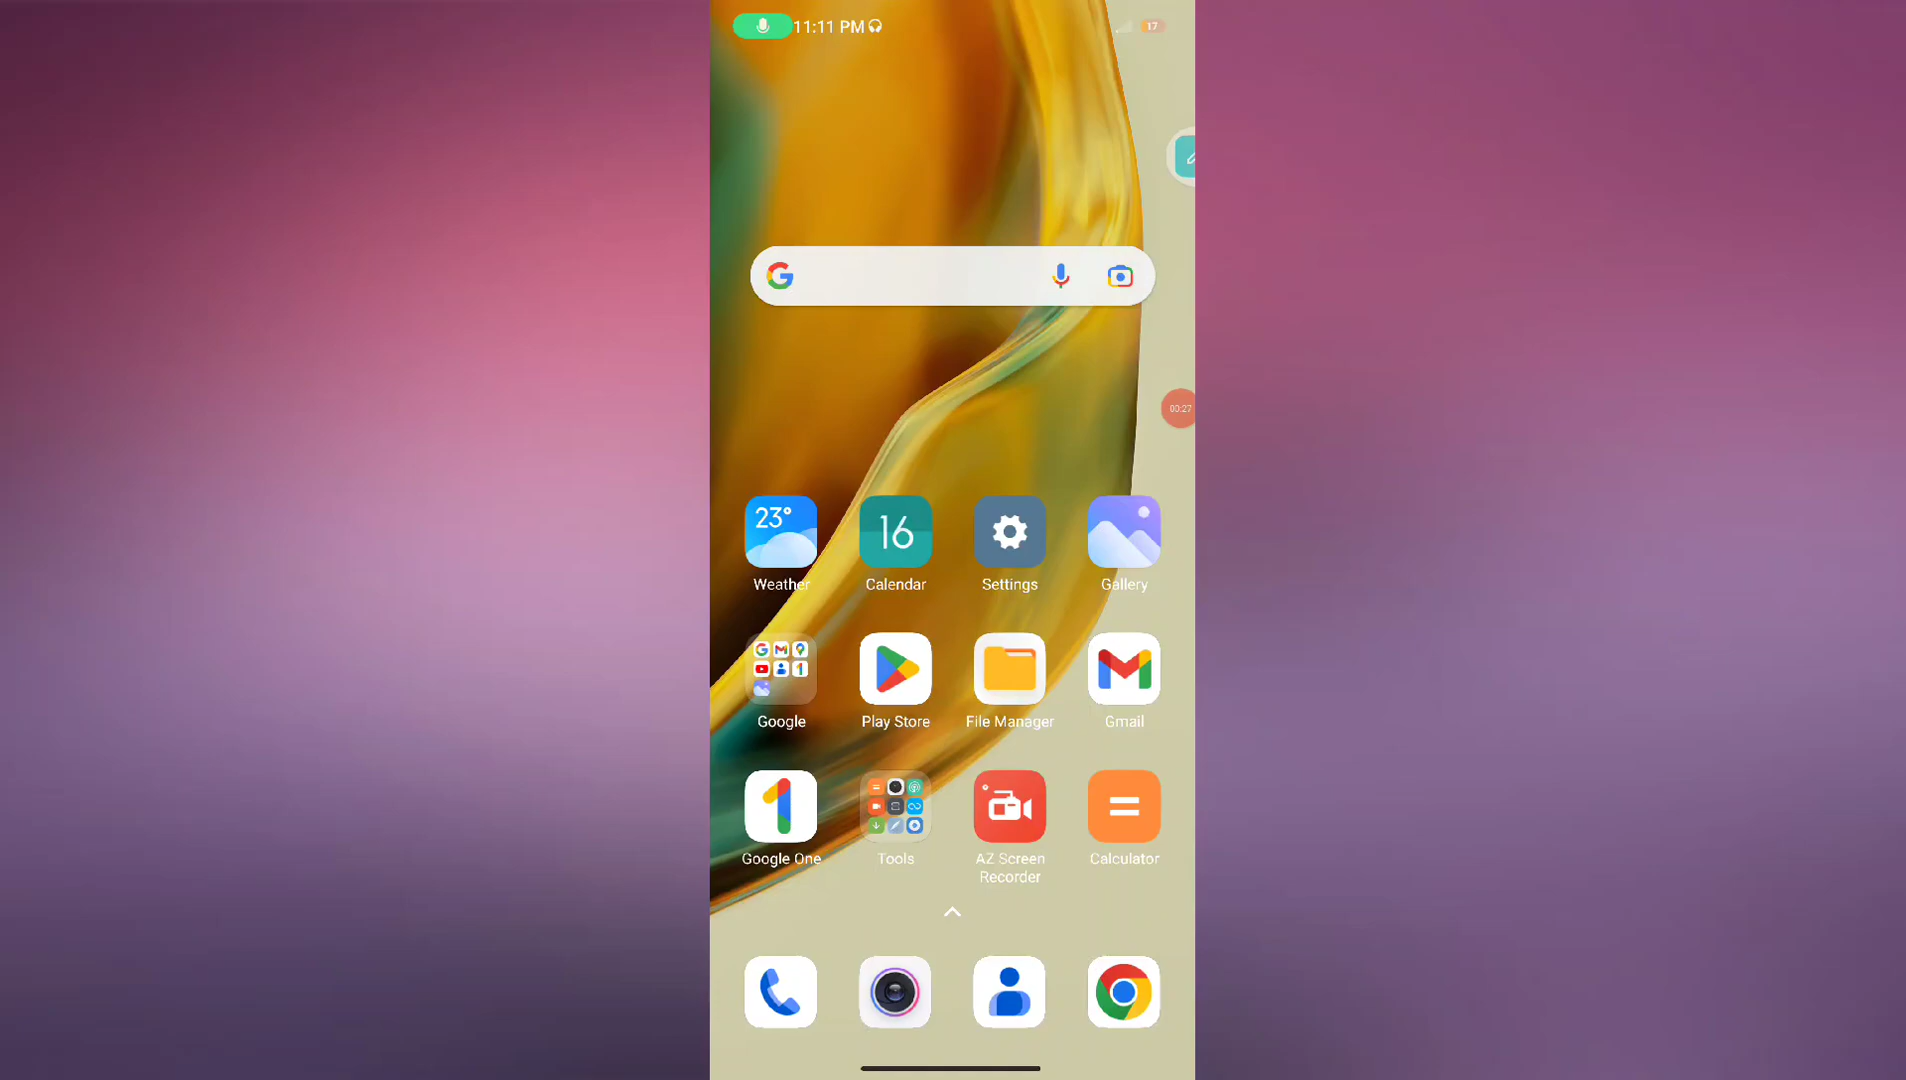 11:11 PM
17
00:27
23°
16
Weather
Calendar
Settings
Gallery
Google
Play Store
File Manager
Gmail
Google One
Tools
AZ Screen
Recorder
Calculator